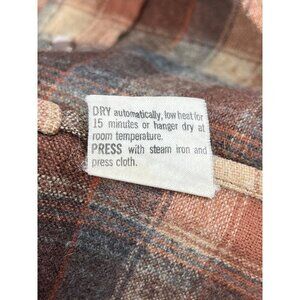 DRY automatically, low heat for
15 minutes or hanger dry at
room temperature.
PRESS with steam iron and
press cloth.